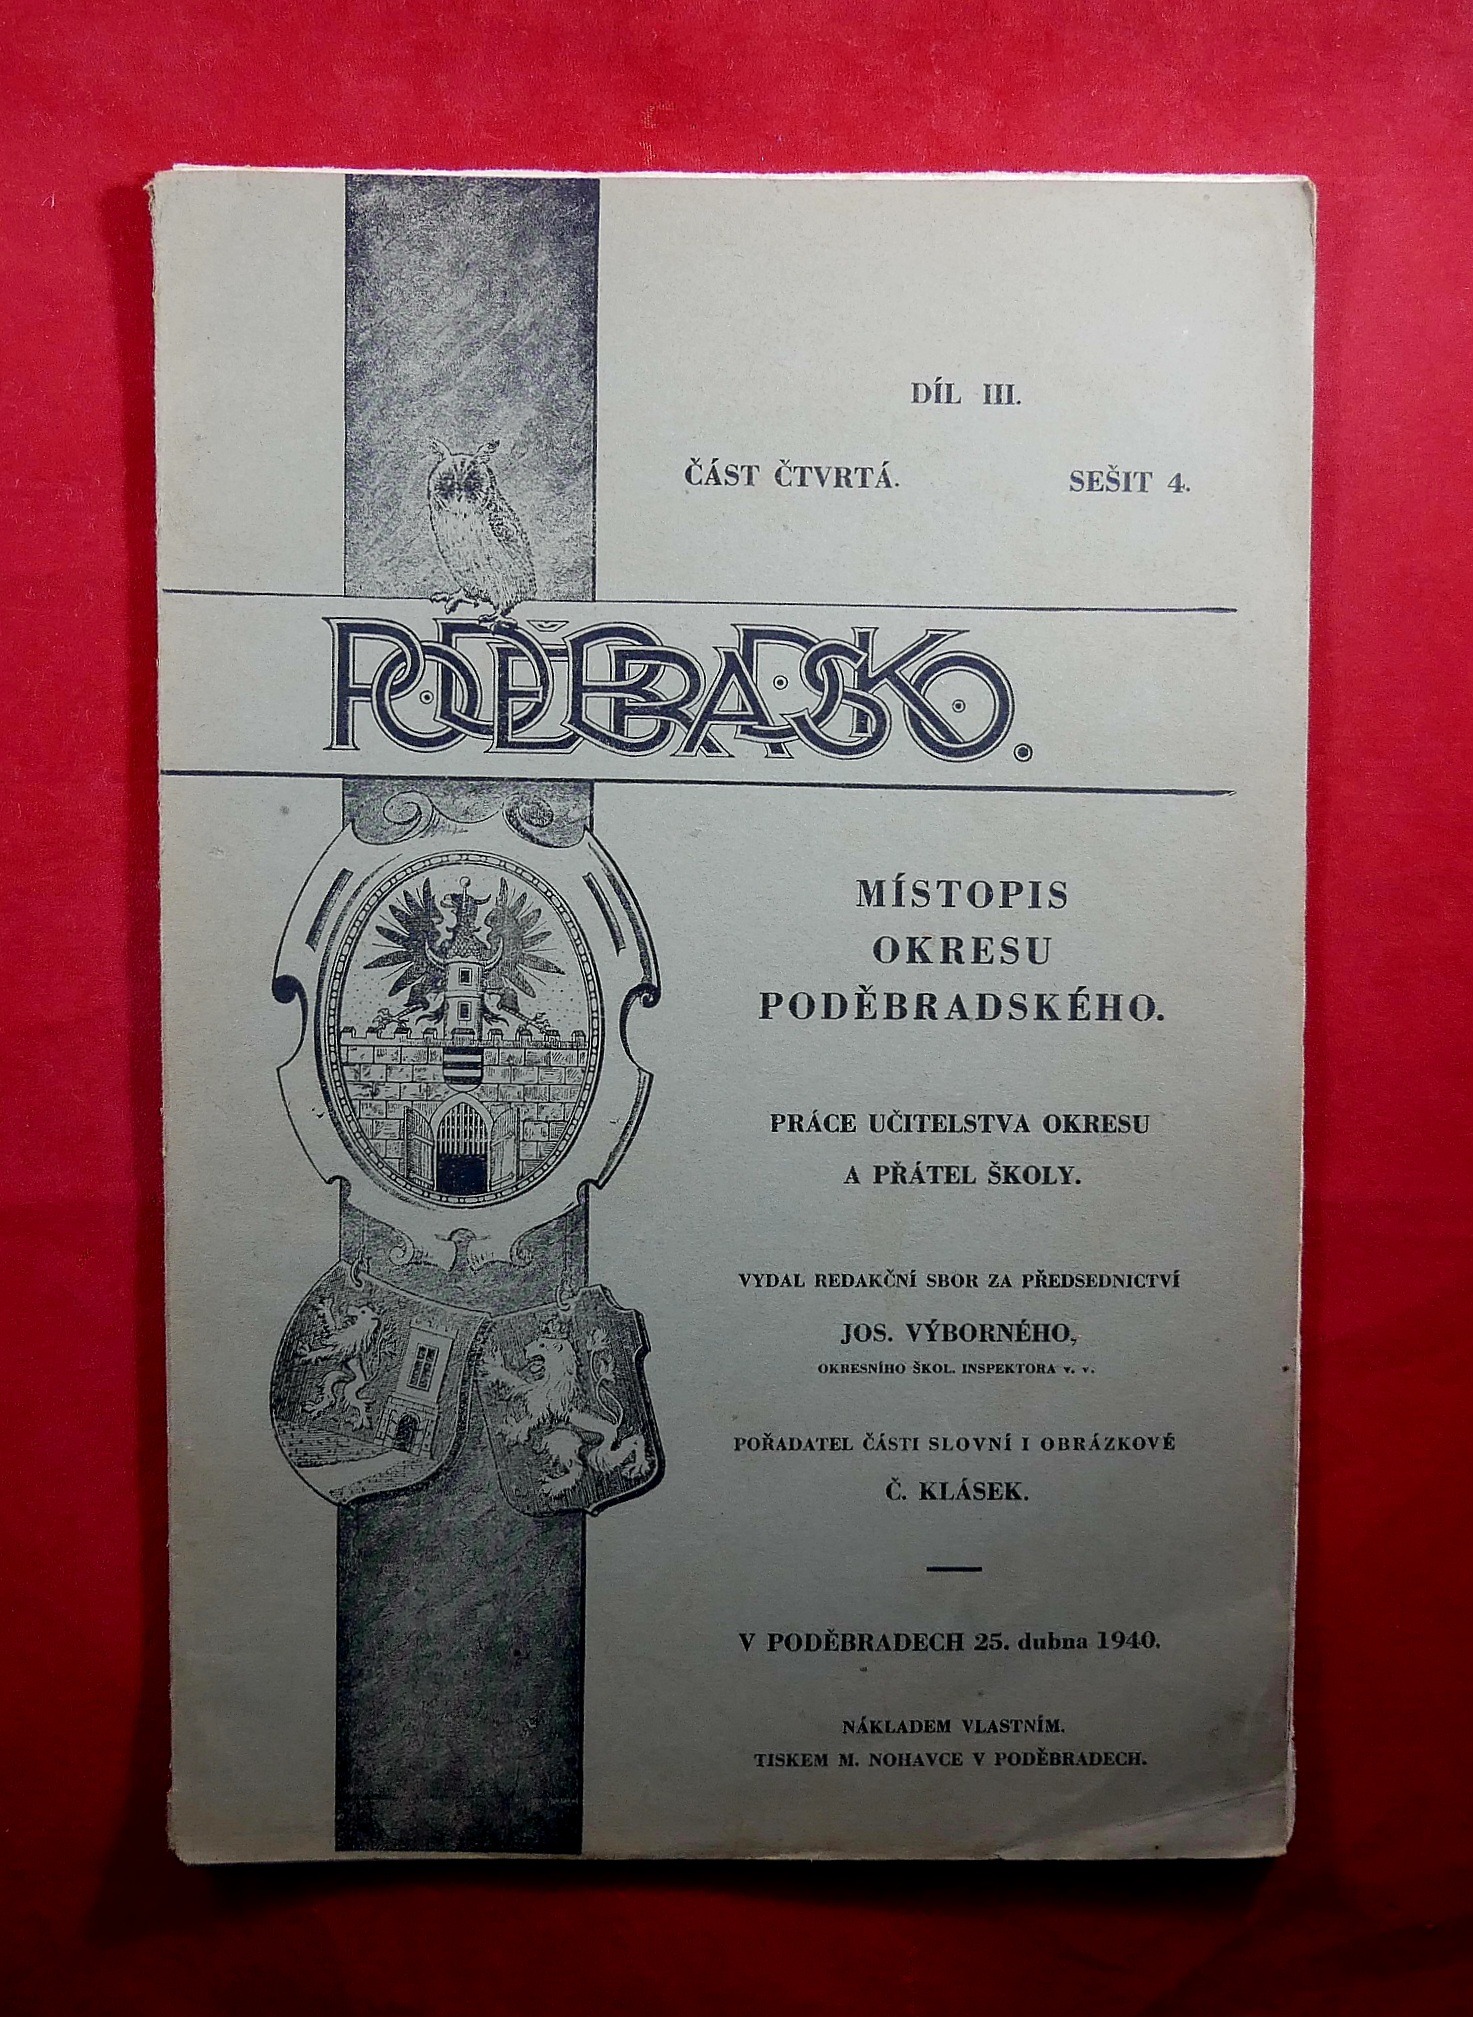 DÍL III.
ČÁST ČTVRTÁ. SEŠIT 4.
PODĚBRADSKO.
MÍSTOPIS
OKRESU
PODĚBRADSKÉHO.
PRÁCE UČITELSTVA OKRESU
A PŘÁTEL ŠKOLY.
VYDAL REDAKČNÍ SBOR ZA PŘEDSEDNICTVÍ
JOS. VÝBORNÉHO,
OKRESNÍHO ŠKOL. INSPEKTORA v. v.
POŘADATEL ČÁSTI SLOVNÍ I OBRÁZKOVÉ
Č. KLÁSEK.
V PODĚBRADECH 25. dubna 1940.
NÁKLADEM VLASTNÍM.
TISKEM M. NOHAVCE V PODĚBRADECH.